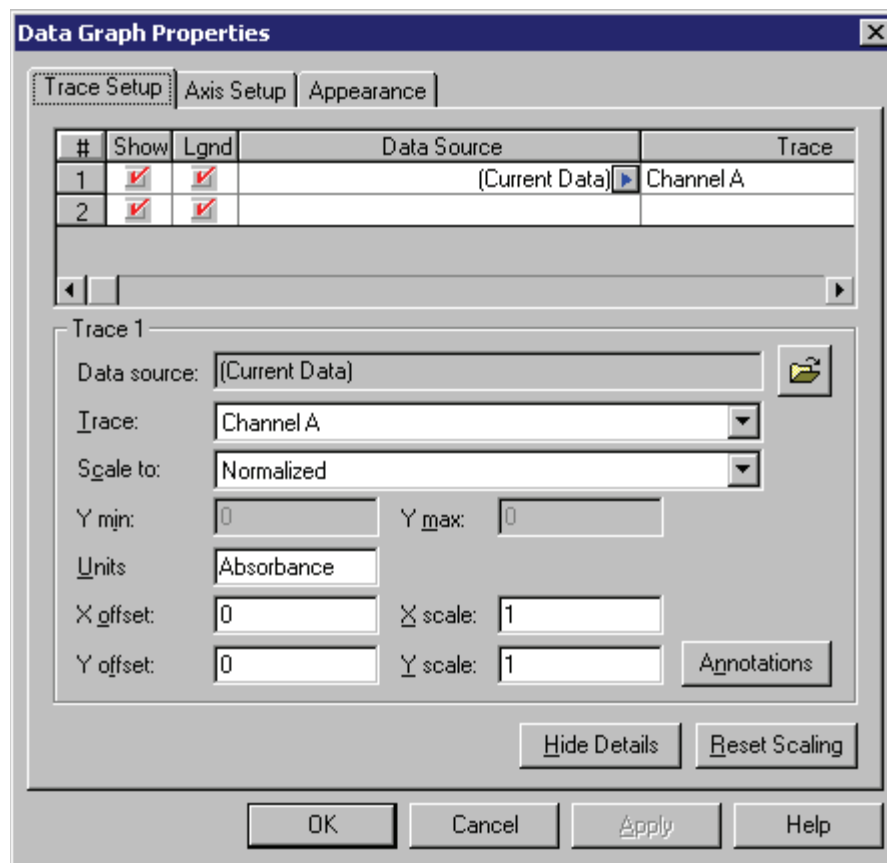 Data Graph Properties
Trace Setup Axis Setup Appearance
# Show Lgnd Data Source Trace
1 (Current Data) Channel A
2
Trace 1
Data source: (Current Data)
Trace: Channel A
Scale to: Normalized
Y min: 0 Y max: 0
Units Absorbance
X offset: 0 X scale: 1
Y offset: 0 Y scale: 1 Annotations
Hide Details Reset Scaling
OK Cancel Apply Help